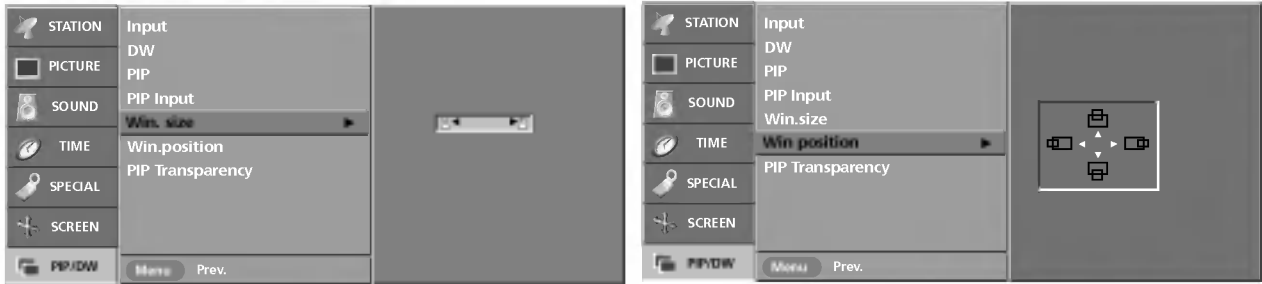 STATION
PICTURE
SOUND
TIME
SPECIAL
SCREEN
PIP/DW
Input
DW
PIP
PIP Input
Win. size
Win.position
PIP Transparency
Menu Prev.
STATION
PICTURE
SOUND
TIME
SPECIAL
SCREEN
PIP/DW
Input
DW
PIP
PIP Input
Win.size
Win position
PIP Transparency
Menu Prev.